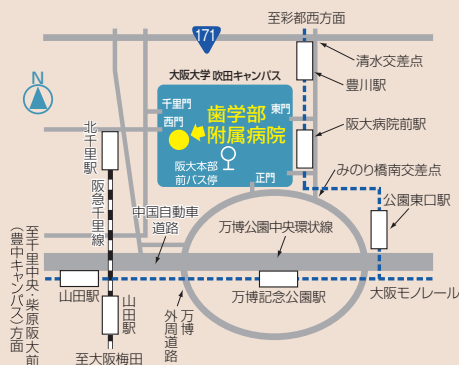 至彩都西方面
171
清水交差点
大阪大学 吹田キャンパス
豊川駅
N
千里門
東門
西門
歯学部
附属病院
阪大病院前駅
阪大本部
前バス停
北千里駅
みのり橋南交差点
正門
公園東口駅
阪急千里線
中国自動車
道路
万博公園中央環状線
至千里中央・柴原阪大前
(豊中キャンパス)方面
山田駅
山田駅
万博記念公園駅
大阪モノレール
万博
外周道路
至大阪梅田